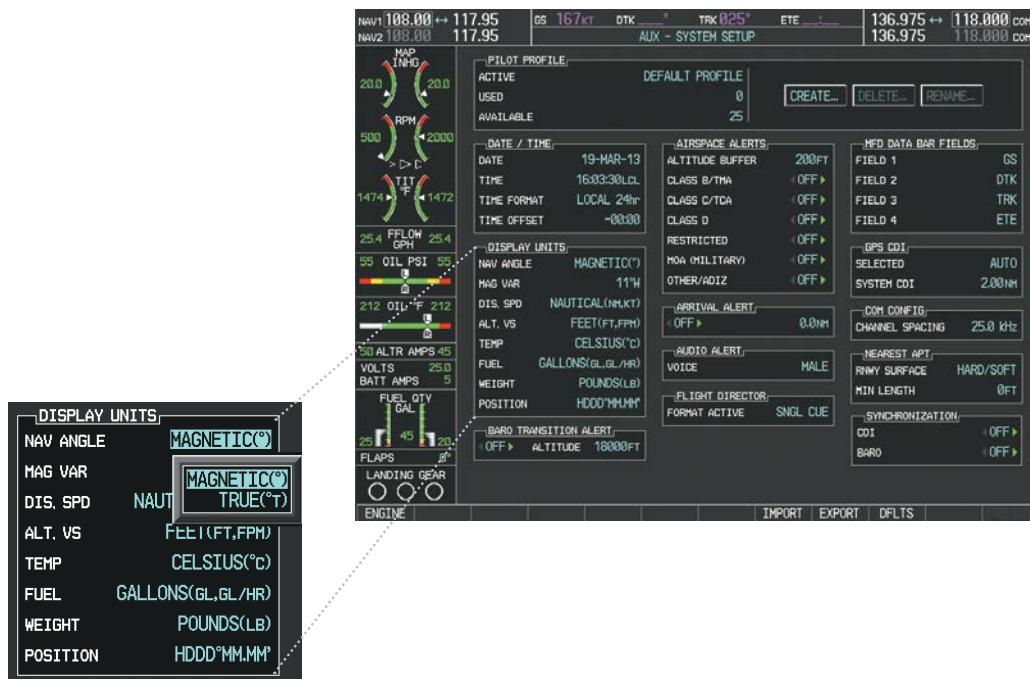 NAV1 108.00 ↔ 117.95 GS 167KT DTK ___° TRK 025° ETE __:__ 136.975 ↔ 118.000 COM
NAV2 108.00 117.95 AUX - SYSTEM SETUP 136.975 118.000 COM
MAP
INHG
20.0 20.0
RPM
500 2000
TIT
°F
1474 1472
25.4 FFLOW GPH 25.4
55 OIL PSI 55
L
R
212 OIL °F 212
L
R
50 ALTR AMPS 45
VOLTS 25.0
BATT AMPS 5
FUEL QTY
GAL
25 45 20
FLAPS 0°
LANDING GEAR
PILOT PROFILE
ACTIVE DEFAULT PROFILE
USED 0
AVAILABLE 25
CREATE... DELETE... RENAME...
DATE / TIME
DATE 19-MAR-13
TIME 16:03:30LCL
TIME FORMAT LOCAL 24hr
TIME OFFSET -00:00
DISPLAY UNITS
NAV ANGLE MAGNETIC(°)
MAG VAR 11°W
DIS, SPD NAUTICAL(NM,KT)
ALT, VS FEET(FT,FPM)
TEMP CELSIUS(°C)
FUEL GALLONS(GL,GL/HR)
WEIGHT POUNDS(LB)
POSITION HDDD°MM.MM'
BARO TRANSITION ALERT
OFF ALTITUDE 18000FT
AIRSPACE ALERTS
ALTITUDE BUFFER 200FT
CLASS B/TMA OFF
CLASS C/TCA OFF
CLASS D OFF
RESTRICTED OFF
MOA (MILITARY) OFF
OTHER/ADIZ OFF
ARRIVAL ALERT
OFF 0.0NM
AUDIO ALERT
VOICE MALE
FLIGHT DIRECTOR
FORMAT ACTIVE SNGL CUE
MFD DATA BAR FIELDS
FIELD 1 GS
FIELD 2 DTK
FIELD 3 TRK
FIELD 4 ETE
GPS CDI
SELECTED AUTO
SYSTEM CDI 2.00NM
COM CONFIG
CHANNEL SPACING 25.0 kHz
NEAREST APT
RNWY SURFACE HARD/SOFT
MIN LENGTH 0FT
SYNCHRONIZATION
CDI OFF
BARO OFF
ENGINE IMPORT EXPORT DFLTS
DISPLAY UNITS
NAV ANGLE MAGNETIC(°)
MAG VAR
MAGNETIC(°)
TRUE(°T)
DIS, SPD NAUT
ALT, VS FEET(FT,FPM)
TEMP CELSIUS(°C)
FUEL GALLONS(GL,GL/HR)
WEIGHT POUNDS(LB)
POSITION HDDD°MM.MM'